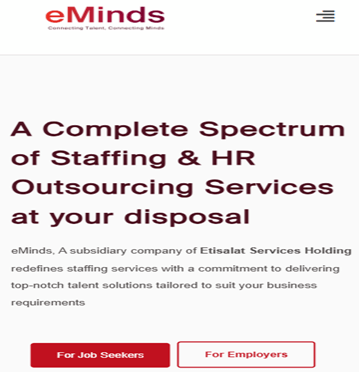 eMinds
Connecting Talent, Connecting Minds
A Complete Spectrum
of Staffing & HR
Outsourcing Services
at your disposal
eMinds, A subsidiary company of Etisalat Services Holding
redefines staffing services with a commitment to delivering
top-notch talent solutions tailored to suit your business
requirements
For Job Seekers
For Employers